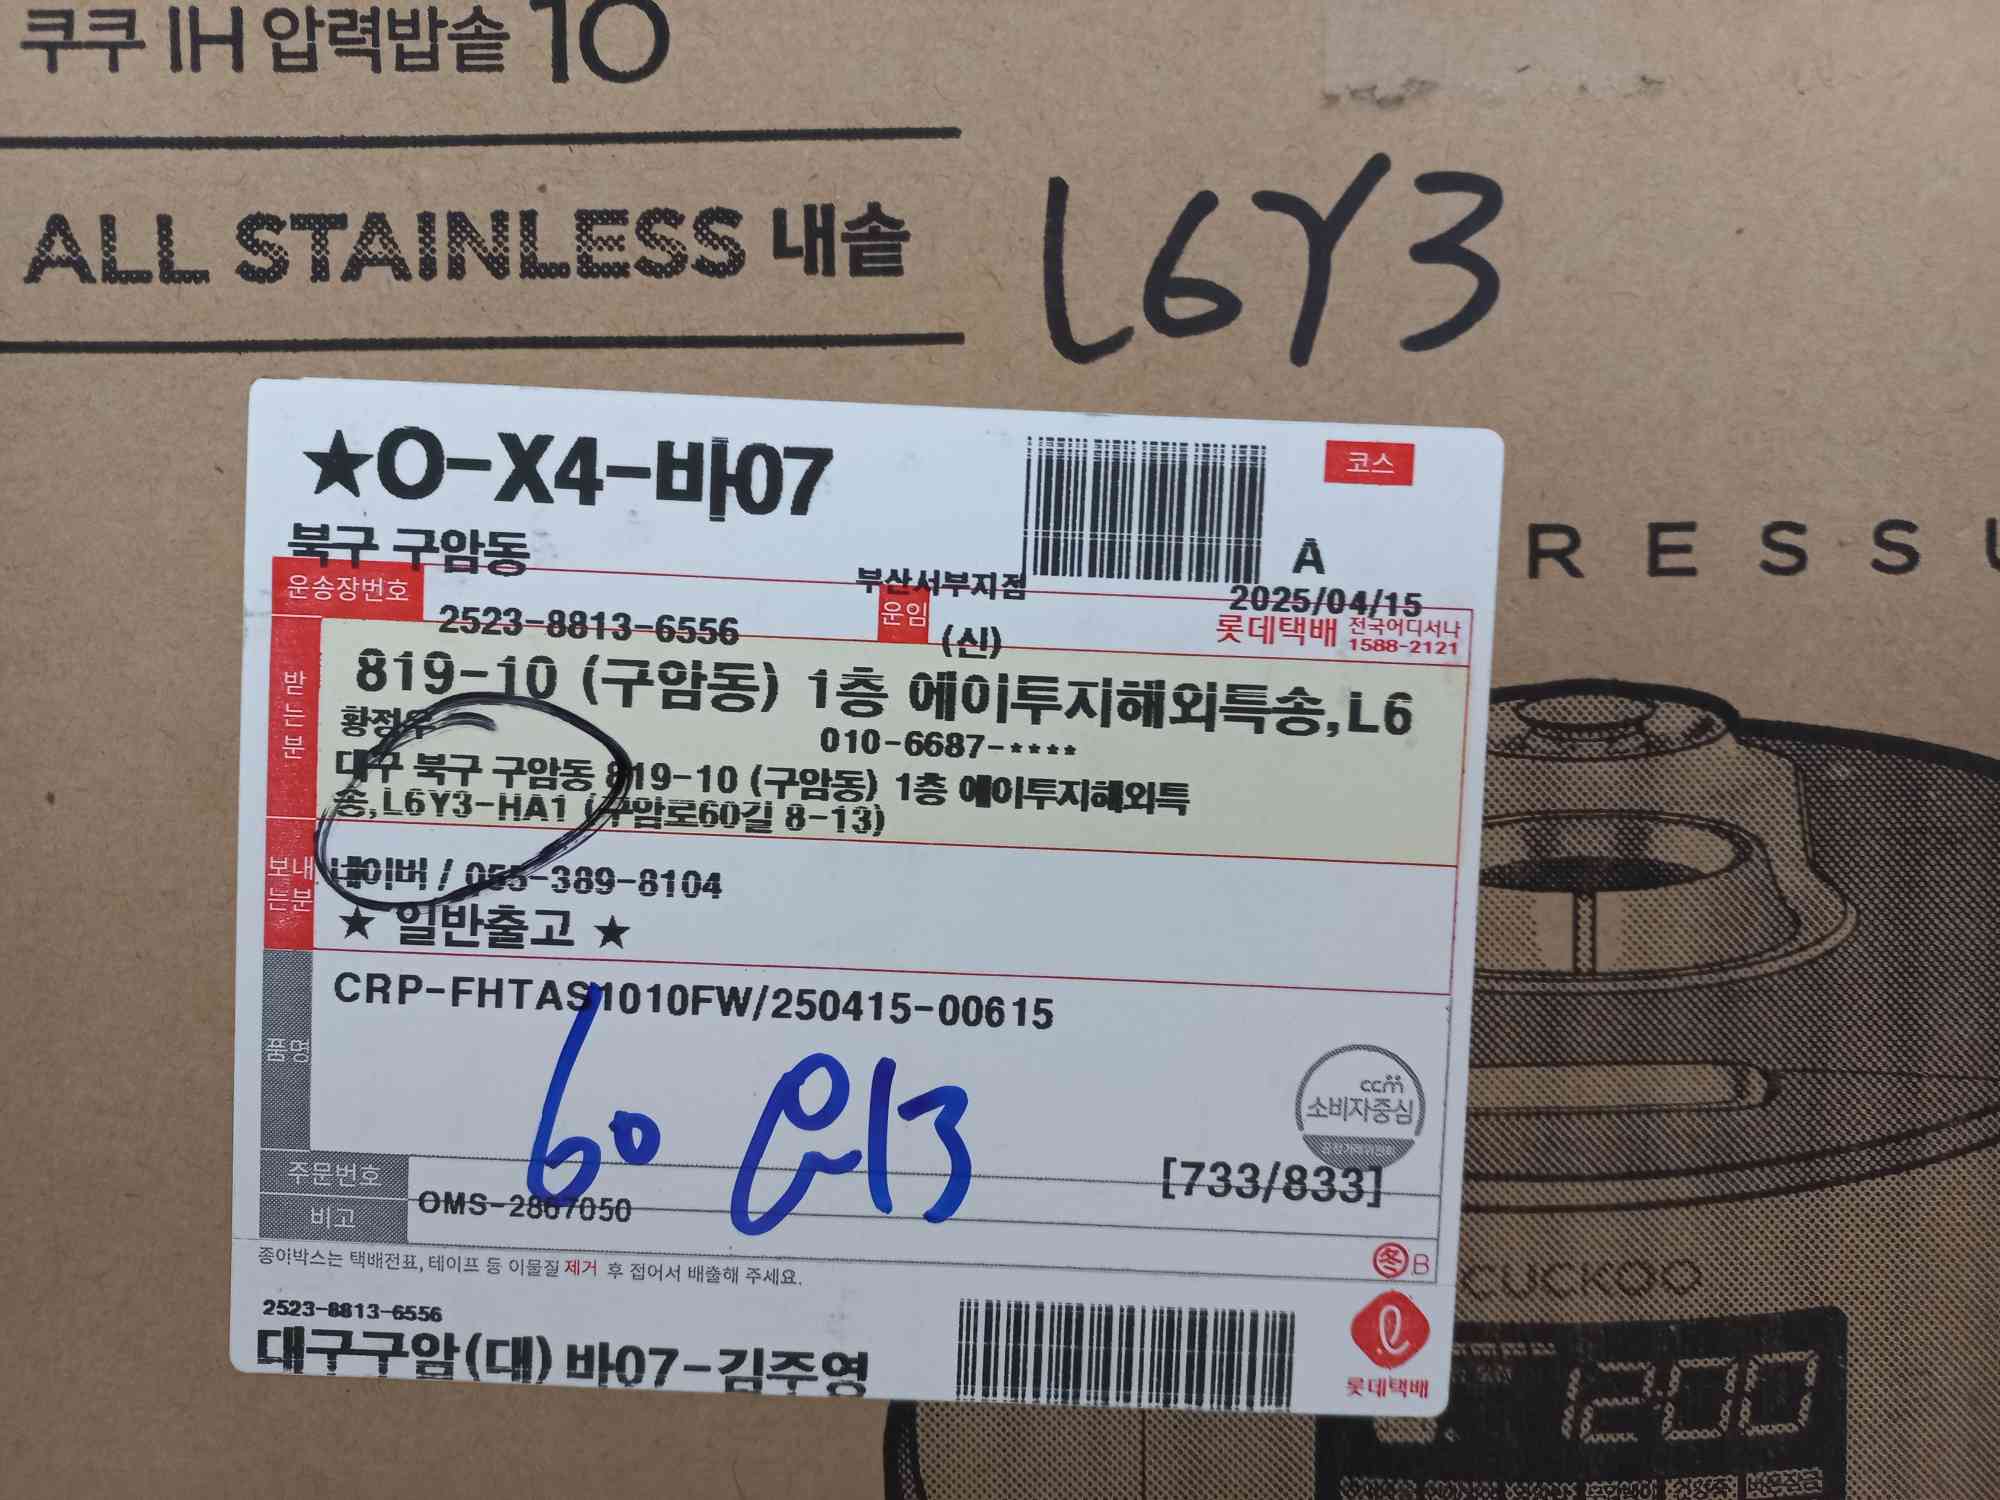 쿠쿠 IH 압력밥솥 10
ALL STAINLESS 내솥
L6Y3
★O-X4-바07
코스
A
북구 구암동
부산서부지점
2025/04/15
운송장번호
2523-8813-6556
운임
(신)
롯데택배 전국어디서나
1588-2121
RESSU
받는분
819-10 (구암동) 1층 에이투지해외특송,L6
황정우
010-6687-****
대구 북구 구암동 819-10 (구암동) 1층 에이투지해외특
송,L6Y3-HA1 (구암로60길 8-13)
보내는분
네이버 / 055-389-8104
★ 일반출고 ★
품명
CRP-FHTAS1010FW/250415-00615
60
ccm
소비자중심
[733/833]
주문번호
OMS-2867050
비고
종이박스는 택배전표, 테이프 등 이물질 제거 후 접어서 배출해 주세요.
冬B
2523-8813-6556
대구구암(대) 바07-김주영
롯데택배
CUCKOO
12:00